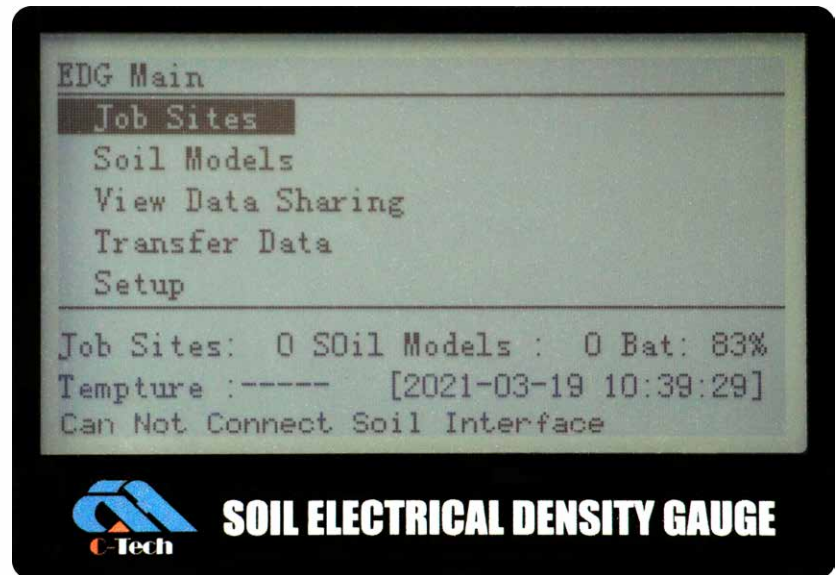 EDG Main
Job Sites
Soil Models
View Data Sharing
Transfer Data
Setup
Job Sites: 0 SOil Models : 0 Bat: 83%
Tempture :----- [2021-03-19 10:39:29]
Can Not Connect Soil Interface
C-Tech
SOIL ELECTRICAL DENSITY GAUGE